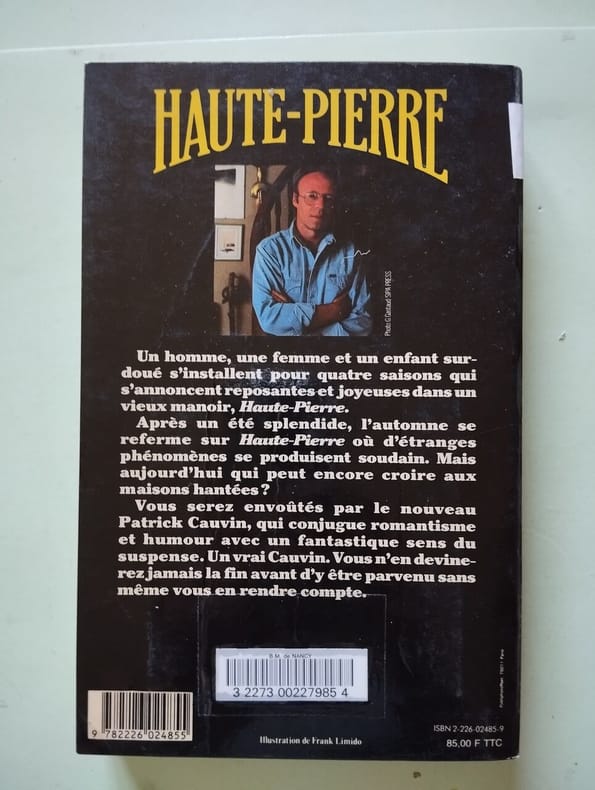 HAUTE-PIERRE
Photo G Gastaud SIPA PRESS
Un homme, une femme et un enfant sur-
doué s'installent pour quatre saisons qui
s'annoncent reposantes et joyeuses dans un
vieux manoir, Haute-Pierre.
Après un été splendide, l'automne se
referme sur Haute-Pierre où d'étranges
phénomènes se produisent soudain. Mais
aujourd'hui qui peut encore croire aux
maisons hantées ?
Vous serez envoûtés par le nouveau
Patrick Cauvin, qui conjugue romantisme
et humour avec un fantastique sens du
suspense. Un vrai Cauvin. Vous n'en devine-
rez jamais la fin avant d'y être parvenu sans
même vous en rendre compte.
B.M. de NANCY
3 2273 00227985 4
9 782226 024855
Illustration de Frank Limido
ISBN 2-226-02485-9
85,00 F TTC